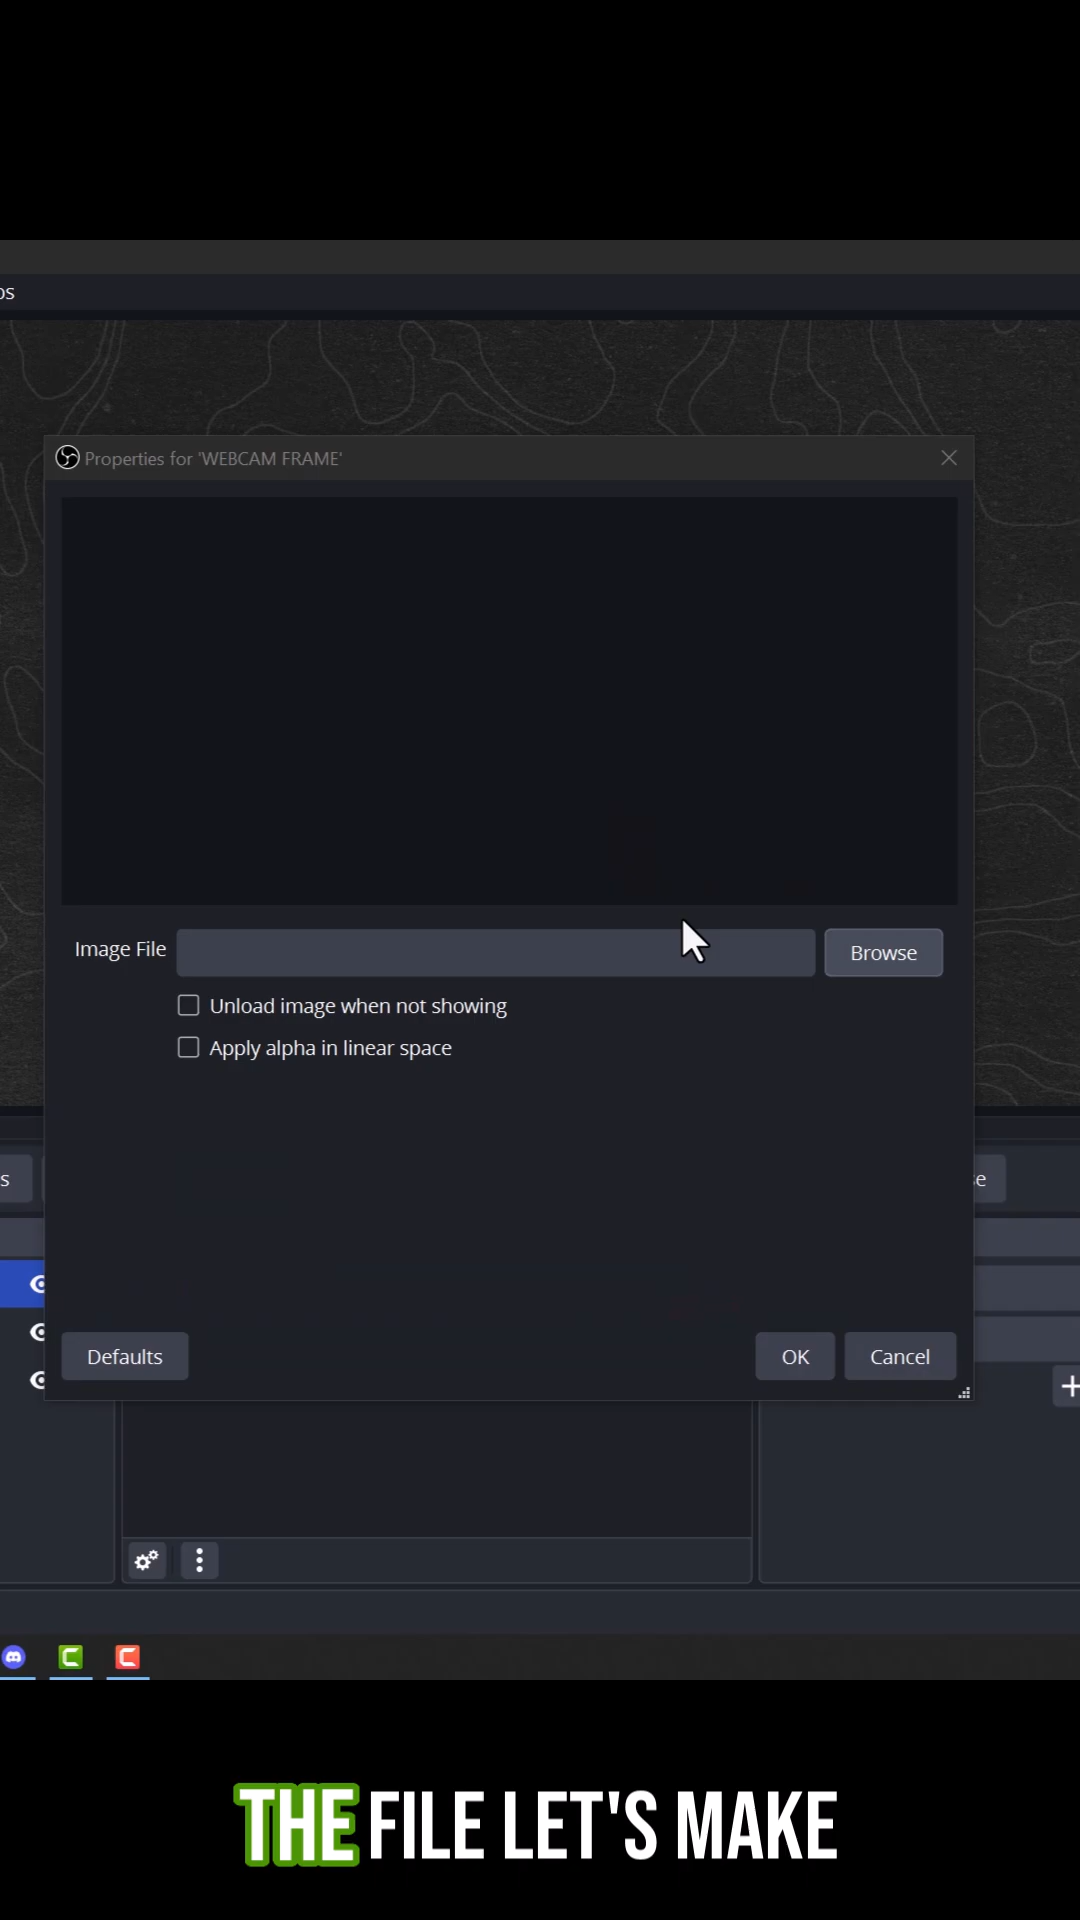 os
Properties for 'WEBCAM FRAME'
Image File
Browse
Unload image when not showing
Apply alpha in linear space
s
e
Defaults
OK
Cancel
THE FILE LET'S MAKE